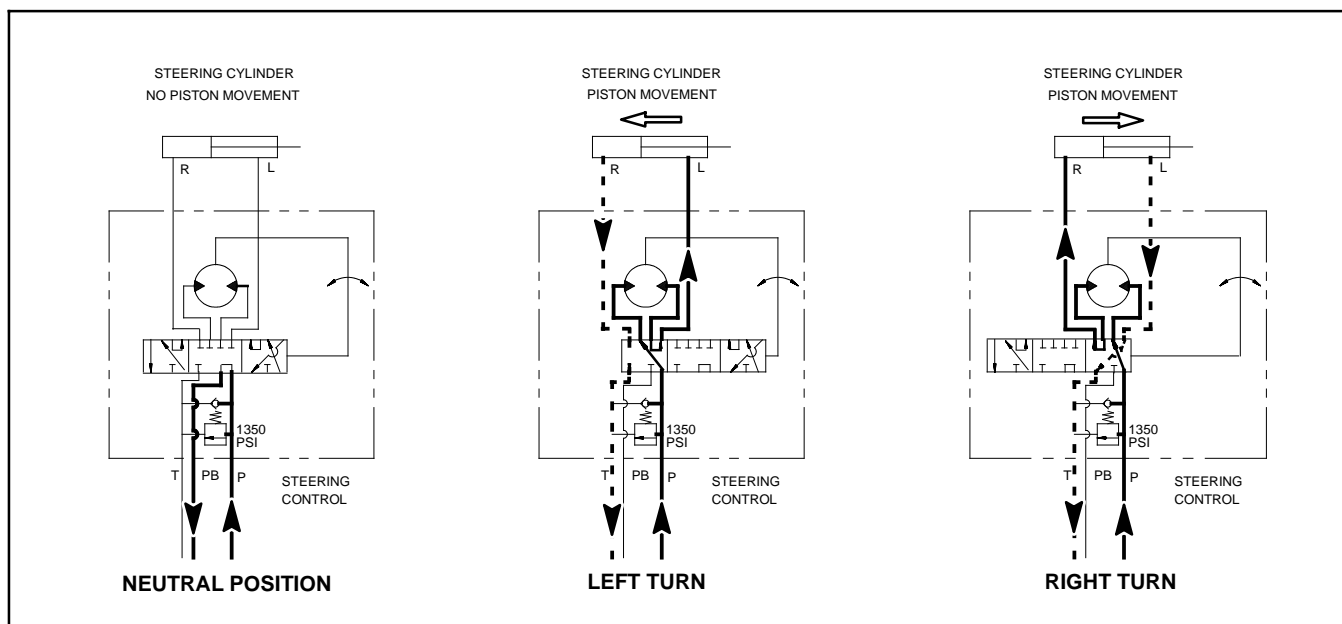 STEERING CYLINDER
NO PISTON MOVEMENT
R
L
1350
PSI
T
PB
P
STEERING
CONTROL
NEUTRAL POSITION
STEERING CYLINDER
PISTON MOVEMENT
R
L
1350
PSI
T
PB
P
STEERING
CONTROL
LEFT TURN
STEERING CYLINDER
PISTON MOVEMENT
R
L
1350
PSI
T
PB
P
STEERING
CONTROL
RIGHT TURN